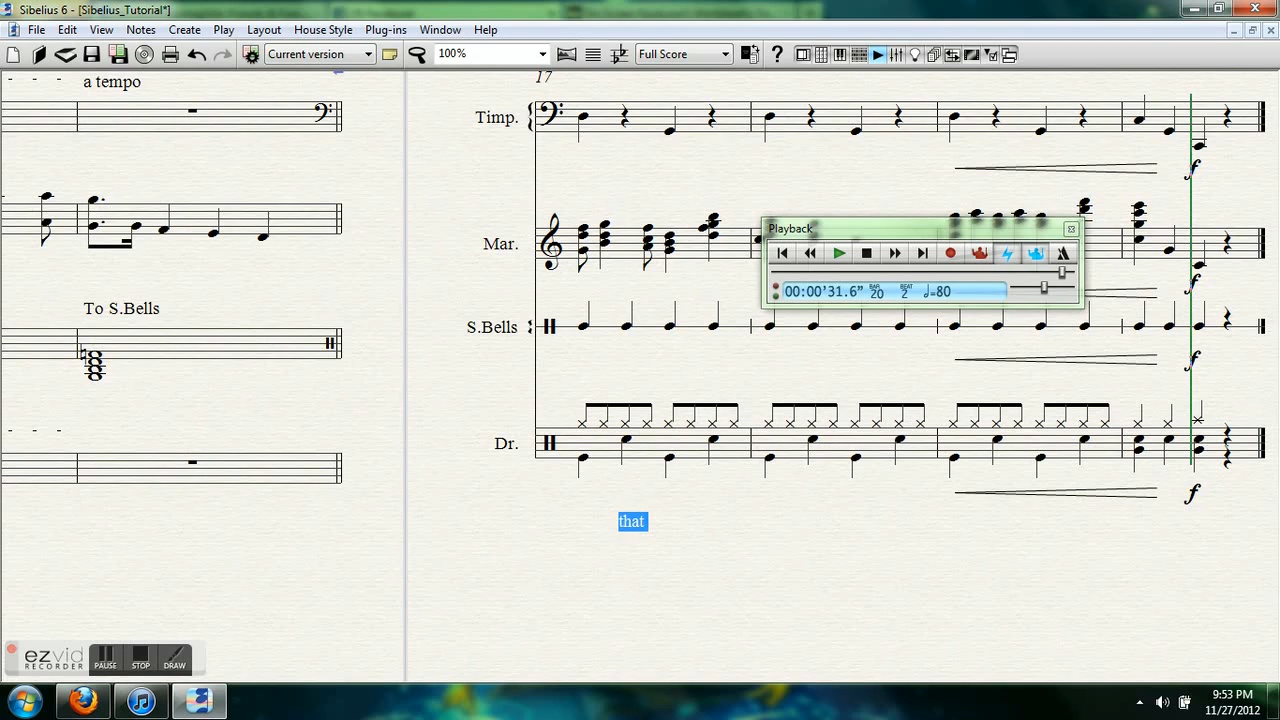 Sibelius 6 - [Sibelius_Tutorial*]
File Edit View Notes Create Play Layout House Style Plug-ins Window Help
Current version 100% Full Score
a tempo
17
Timp.
f
Mar.
Playback
f
00:00'31.6" BAR 20 BEAT 2 ♩=80
To S.Bells
S.Bells
f
Dr.
f
that
ezvid
RECORDER
PAUSE STOP DRAW
9:53 PM
11/27/2012